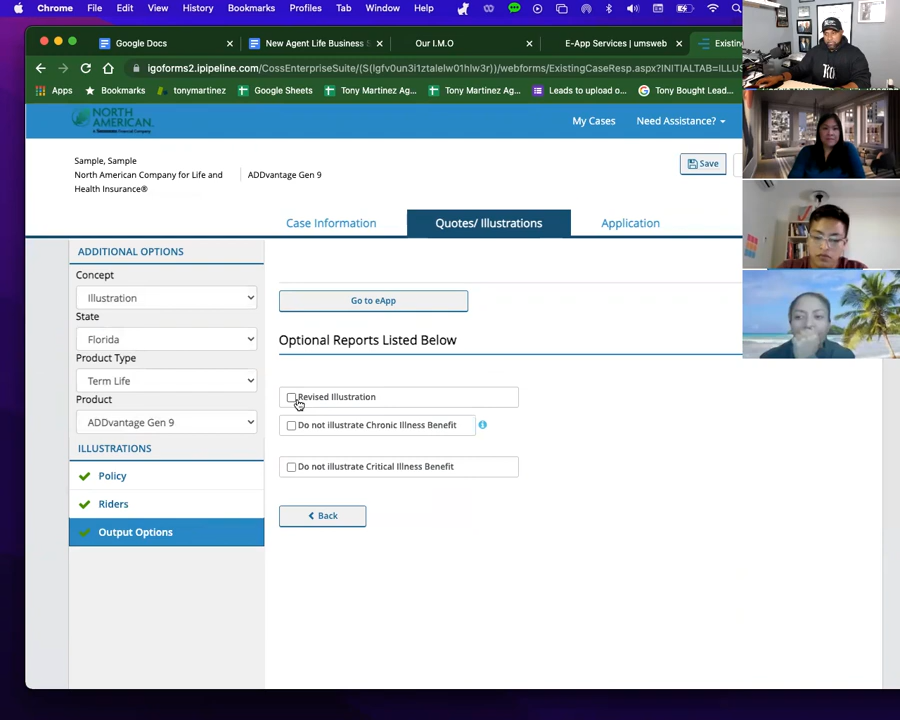 Chrome File Edit View History Bookmarks Profiles Tab Window Help
Google Docs New Agent Life Business S Our I.M.O E-App Services | umsweb Existing
igoforms2.ipipeline.com/CossEnterpriseSuite/(S(lgfv0un3i1ztalelw01hlw3r))/webforms/ExistingCaseResp.aspx?INITIALTAB=ILLUS
Apps Bookmarks tonymartinez Google Sheets Tony Martinez Ag... Tony Martinez Ag... Leads to upload o... Tony Bought Lead...
NORTH
AMERICAN
My Cases Need Assistance?
Sample, Sample
North American Company for Life and
Health Insurance®
ADDvantage Gen 9
Save
Case Information Quotes/ Illustrations Application
ADDITIONAL OPTIONS
Concept
Illustration
State
Florida
Product Type
Term Life
Product
ADDvantage Gen 9
ILLUSTRATIONS
Policy
Riders
Output Options
Go to eApp
Optional Reports Listed Below
Revised Illustration
Do not illustrate Chronic Illness Benefit
Do not illustrate Critical Illness Benefit
Back